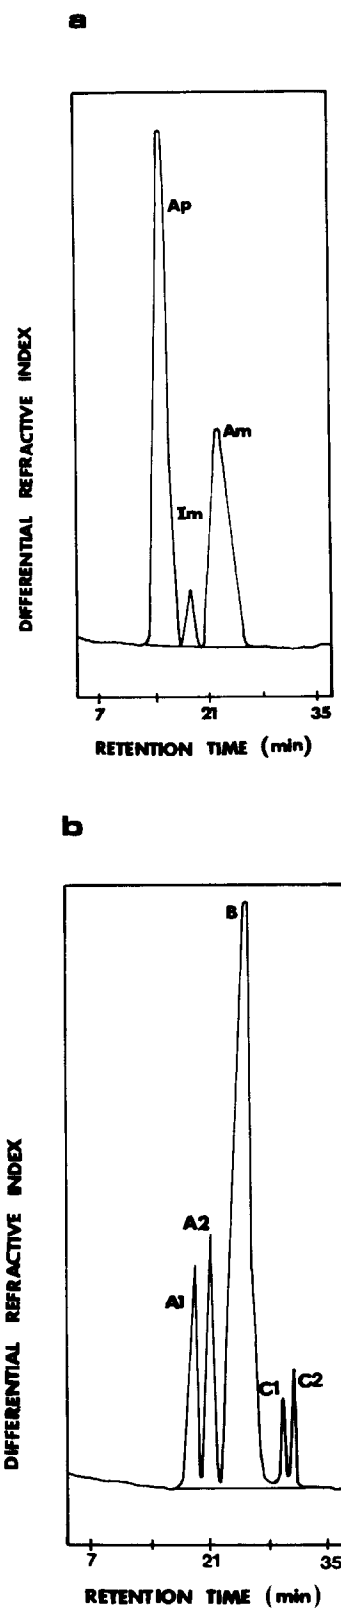 a
Ap
Am
Im
DIFFERENTIAL REFRACTIVE INDEX
7 21 35
RETENTION TIME (min)
b
B
A2
A1
C2
C1
DIFFERENTIAL REFRACTIVE INDEX
7 21 35
RETENTION TIME (min)